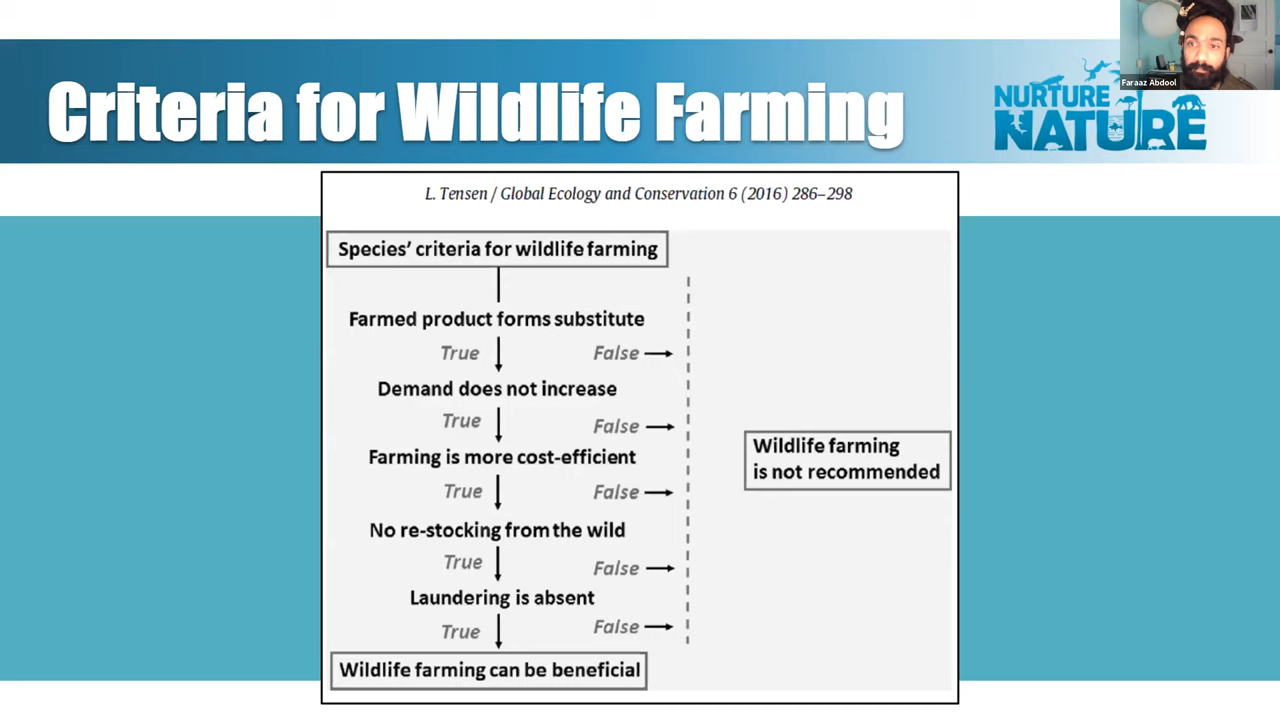 Faraaz Abdool
Criteria for Wildlife Farming
NURTURE
NATURE
L. Tensen / Global Ecology and Conservation 6 (2016) 286–298
Species' criteria for wildlife farming
Farmed product forms substitute
True
False
Demand does not increase
True
False
Farming is more cost-efficient
True
False
No re-stocking from the wild
True
False
Laundering is absent
True
False
Wildlife farming can be beneficial
Wildlife farming
is not recommended